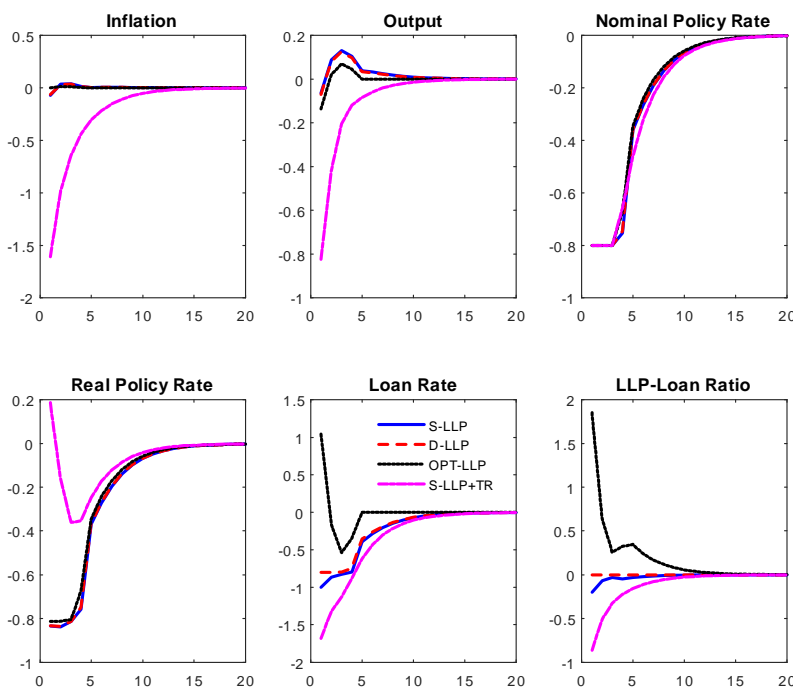 Inflation
Output
Nominal Policy Rate
0.5
0
-0.5
-1
-1.5
-2
0 5 10 15 20
0.2
0
-0.2
-0.4
-0.6
-0.8
-1
0 5 10 15 20
0
-0.2
-0.4
-0.6
-0.8
-1
0 5 10 15 20
Real Policy Rate
Loan Rate
LLP-Loan Ratio
0.2
0
-0.2
-0.4
-0.6
-0.8
-1
0 5 10 15 20
1.5
1
0.5
0
-0.5
-1
-1.5
-2
0 5 10 15 20
S-LLP
D-LLP
OPT-LLP
S-LLP+TR
2
1.5
1
0.5
0
-0.5
-1
0 5 10 15 20